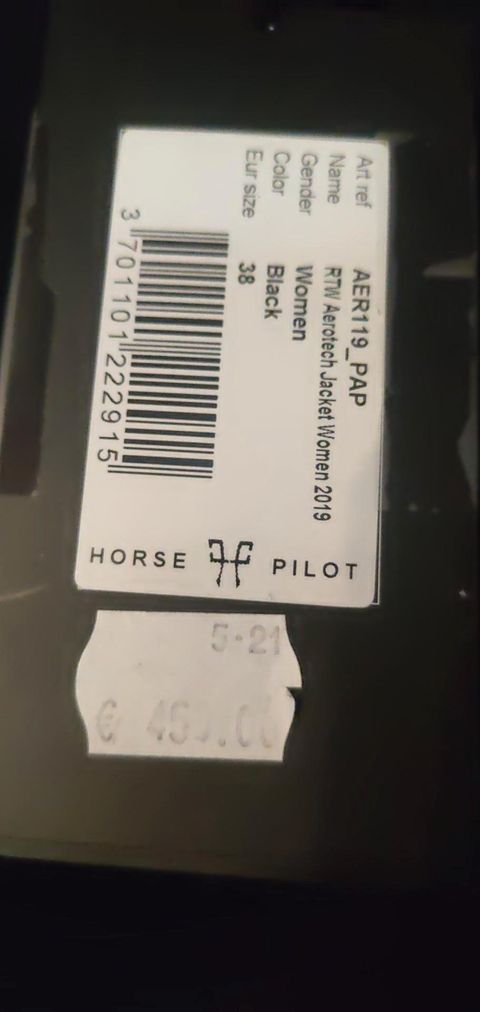 Art ref AER119_PAP
Name RTW Aerotech Jacket Women 2019
Gender Women
Color Black
Eur size 38
3 701101 222915
HORSE PILOT
5·21
€